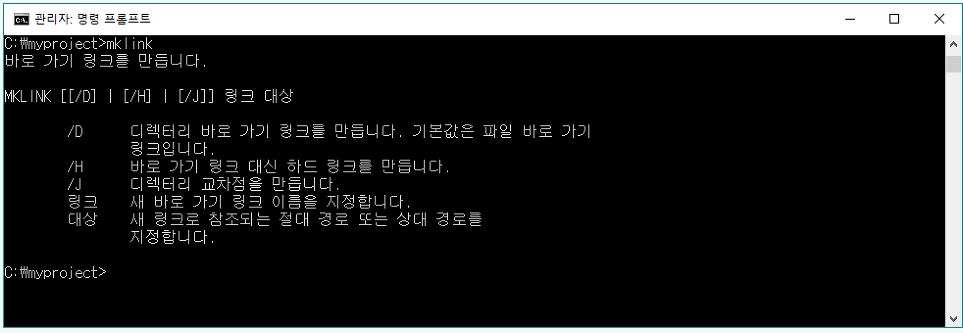 관리자: 명령 프롬프트
C:₩myproject>mklink
바로 가기 링크를 만듭니다.
MKLINK [[/D] | [/H] | [/J]] 링크 대상
/D 디렉터리 바로 가기 링크를 만듭니다. 기본값은 파일 바로 가기
링크입니다.
/H 바로 가기 링크 대신 하드 링크를 만듭니다.
/J 디렉터리 교차점을 만듭니다.
링크 새 바로 가기 링크 이름을 지정합니다.
대상 새 링크로 참조되는 절대 경로 또는 상대 경로를
지정합니다.
C:₩myproject>